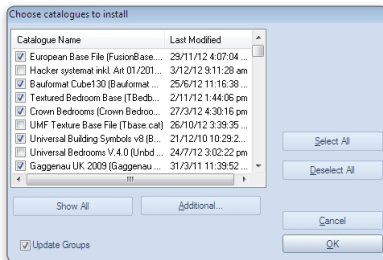 Choose catalogues to install
Catalogue Name Last Modified
European Base File (FusionBase.... 29/11/12 4:07:04 ...
Hacker systemat inkl. Art 01/201... 3/12/12 9:11:28 am
Bauformat Cube130 (Bauformat ... 25/6/12 11:16:38 ...
Textured Bedroom Base (TBedb... 2/11/12 1:44:06 pm
Crown Bedrooms (Crown Bedroo... 27/3/12 4:30:16 pm
UMF Texture Base File (Tbase.cat) 26/10/12 3:39:35 ...
Universal Building Symbols v8 (B... 21/12/10 10:29:2...
Universal Bedrooms V.4.0 (Unbd ... 24/7/12 3:02:22 pm
Gaggenau UK 2009 (Gaggenau ... 31/3/11 11:39:52 ...
Select All
Deselect All
Show All Additional...
Cancel
Update Groups
OK